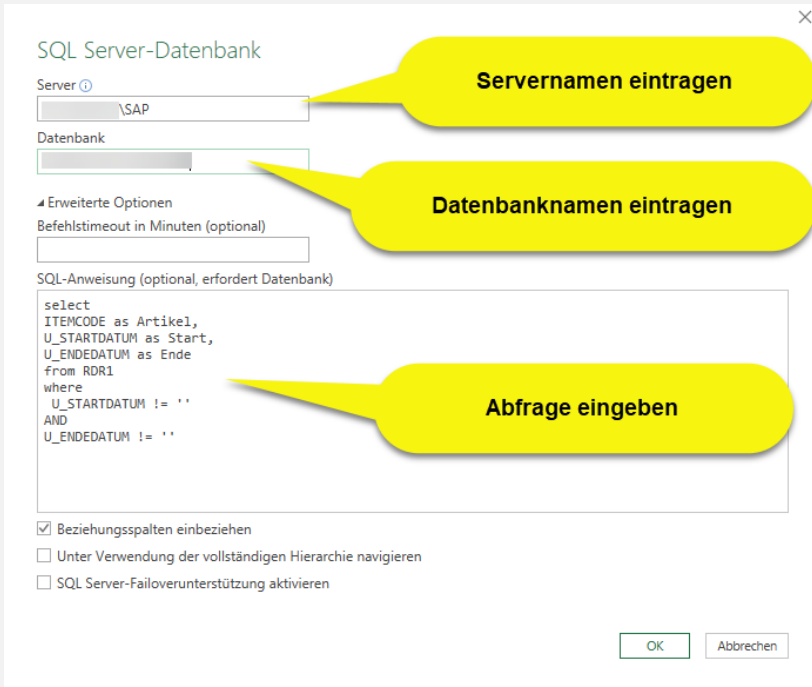 SQL Server-Datenbank
Server
\SAP
Servernamen eintragen
Datenbank
Datenbanknamen eintragen
Erweiterte Optionen
Befehlstimeout in Minuten (optional)
SQL-Anweisung (optional, erfordert Datenbank)
select
ITEMCODE as Artikel,
U_STARTDATUM as Start,
U_ENDEDATUM as Ende
from RDR1
where
U_STARTDATUM != ''
AND
U_ENDEDATUM != ''
Abfrage eingeben
Beziehungsspalten einbeziehen
Unter Verwendung der vollständigen Hierarchie navigieren
SQL Server-Failoverunterstützung aktivieren
OK
Abbrechen